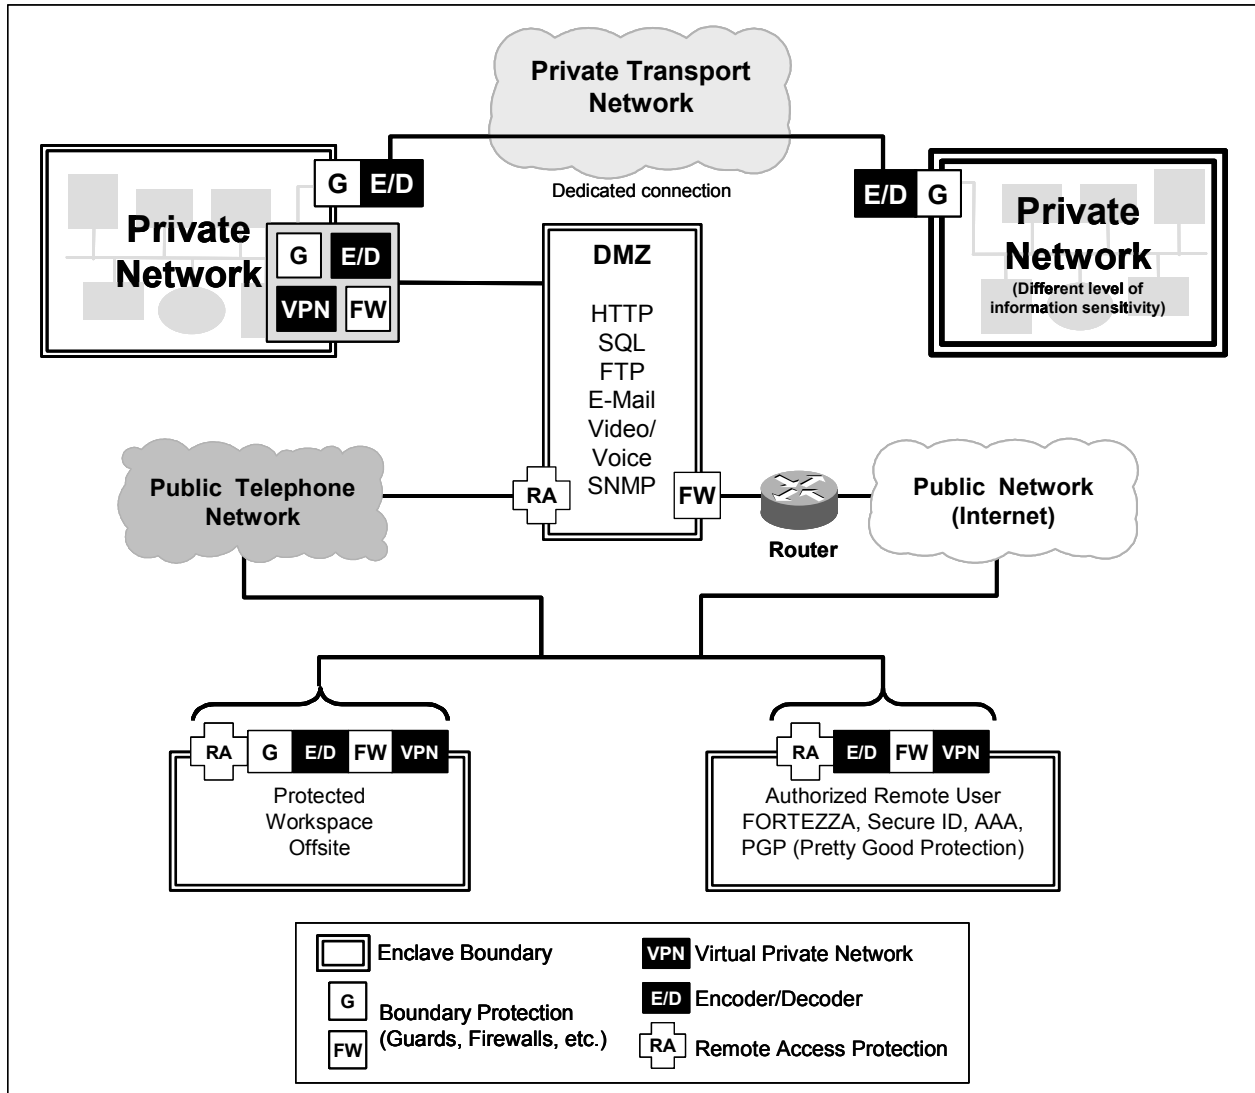 Private Transport
Network
Dedicated connection
G E/D
E/D G
Private
Network
G E/D
VPN FW
Private
Network
(Different level of
information sensitivity)
DMZ
HTTP
SQL
FTP
E-Mail
Video/
Voice
SNMP
Public Telephone
Network
RA
FW
Router
Public Network
(Internet)
RA G E/D FW VPN
Protected
Workspace
Offsite
RA E/D FW VPN
Authorized Remote User
FORTEZZA, Secure ID, AAA,
PGP (Pretty Good Protection)
Enclave Boundary
G
FW
Boundary Protection
(Guards, Firewalls, etc.)
VPN Virtual Private Network
E/D Encoder/Decoder
RA Remote Access Protection